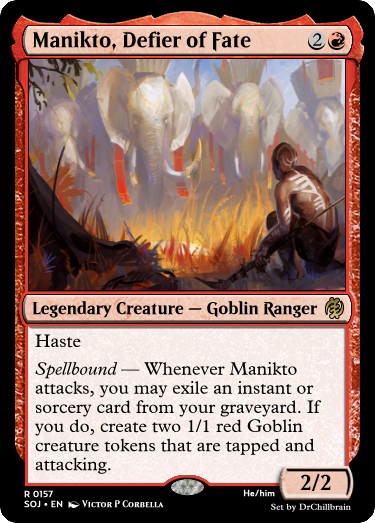 Manikto, Defier of Fate 2
Legendary Creature — Goblin Ranger
Haste
Spellbound — Whenever Manikto
attacks, you may exile an instant or
sorcery card from your graveyard. If
you do, create two 1/1 red Goblin
creature tokens that are tapped and
attacking.
2/2
R 0157 He/him
SOJ • EN Victor P Corbella Set by DrChillbrain